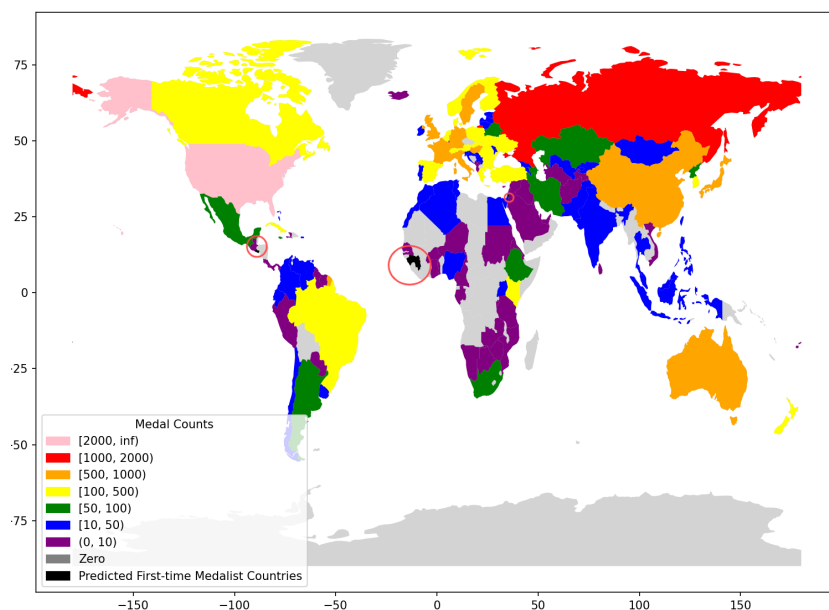 75
50
25
0
-25
-50
-75
Medal Counts
[2000, inf)
[1000, 2000)
[500, 1000)
[100, 500)
[50, 100)
[10, 50)
(0, 10)
Zero
Predicted First-time Medalist Countries
−150 −100 −50 0 50 100 150